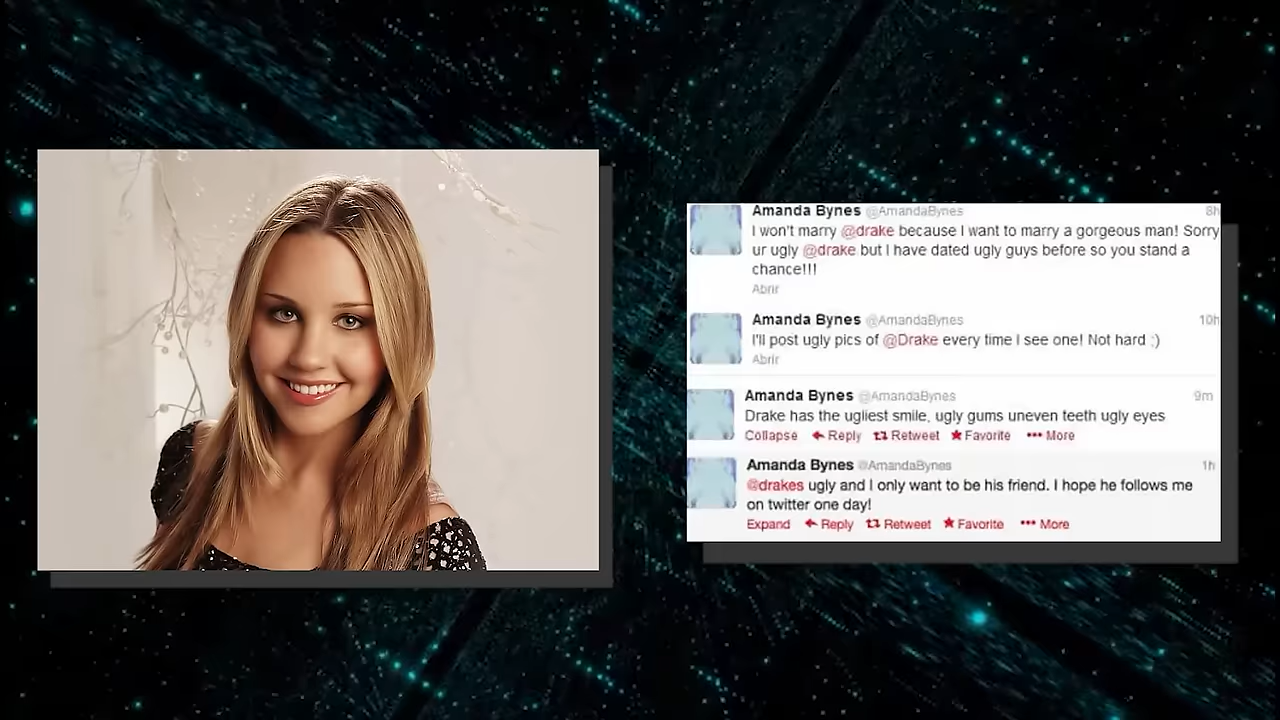 Amanda Bynes @AmandaBynes 8h
I won't marry @drake because I want to marry a gorgeous man! Sorry
ur ugly @drake but I have dated ugly guys before so you stand a
chance!!!
Abrir
Amanda Bynes @AmandaBynes 10h
I'll post ugly pics of @Drake every time I see one! Not hard :)
Abrir
Amanda Bynes @AmandaBynes 9m
Drake has the ugliest smile, ugly gums uneven teeth ugly eyes
Collapse Reply Retweet Favorite More
Amanda Bynes @AmandaBynes 1h
@drakes ugly and I only want to be his friend. I hope he follows me
on twitter one day!
Expand Reply Retweet Favorite More